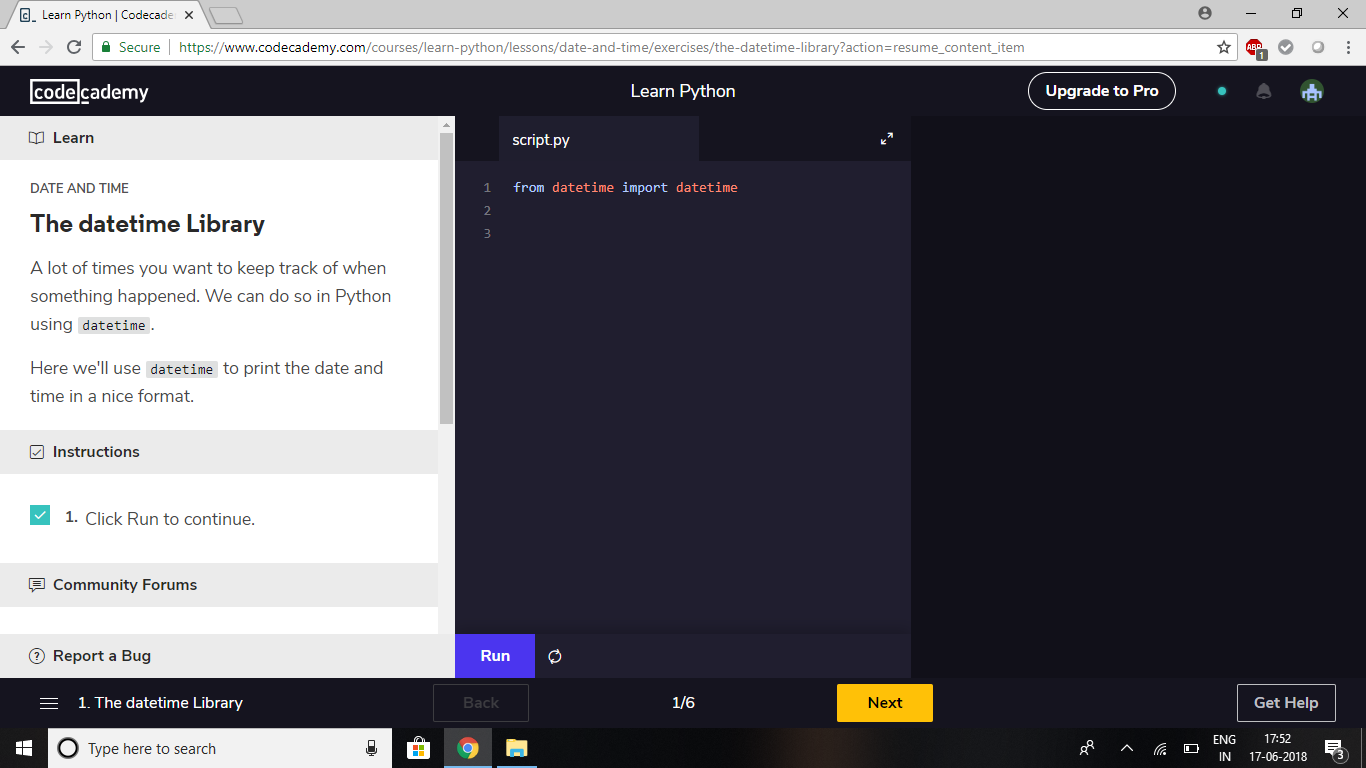 Learn Python | Codecade
Secure
https://www.codecademy.com/courses/learn-python/lessons/date-and-time/exercises/the-datetime-library?action=resume_content_item
ABP
1
codecademy
Learn Python
Upgrade to Pro
Learn
script.py
DATE AND TIME
The datetime Library
A lot of times you want to keep track of when
something happened. We can do so in Python
using datetime.
Here we'll use datetime to print the date and
time in a nice format.
1 from datetime import datetime
2
3
Instructions
1. Click Run to continue.
Community Forums
Report a Bug
Run
1. The datetime Library
Back
1/6
Next
Get Help
Type here to search
ENG
IN
17:52
17-06-2018
3